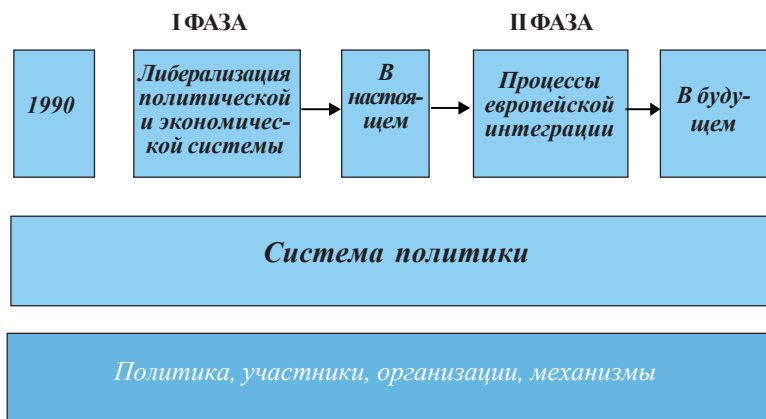 I ФАЗА
II ФАЗА
1990
Либерализация
политической
и экономичес-
кой системы
В
настоя-
щем
Процессы
европейской
интеграции
В буду-
щем
Система политики
Политика, участники, организации, механизмы